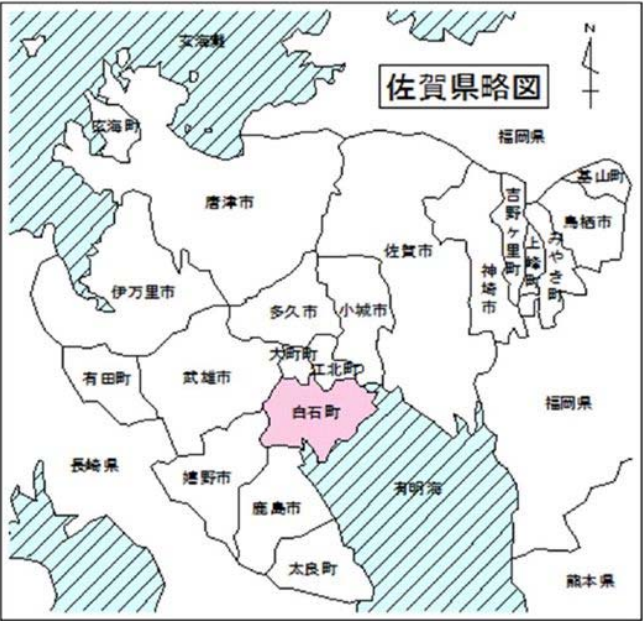 玄海灘
N
佐賀県略図
玄海町
福岡県
基山町
唐津市
吉野ヶ里町
上峰町
みやき町
鳥栖市
佐賀市
神埼市
伊万里市
多久市
小城市
大町町
江北町
有田町
武雄市
白石町
福岡県
長崎県
嬉野市
有明海
鹿島市
太良町
熊本県